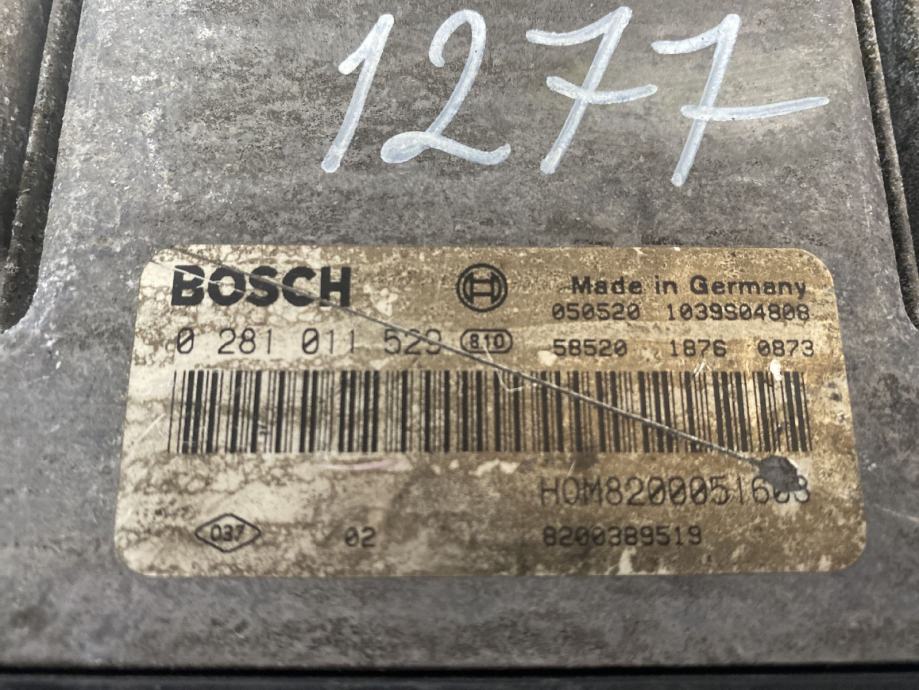 1277
BOSCH
Made in Germany
050520 1039S04808
0 281 011 529 810
58520 1876 0873
HOM8200051608
037 02 8200389519